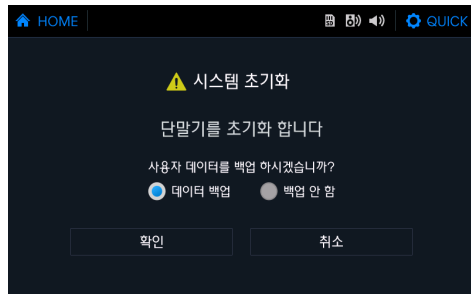 HOME
QUICK
시스템 초기화
단말기를 초기화 합니다
사용자 데이터를 백업 하시겠습니까?
데이터 백업 백업 안 함
확인 취소